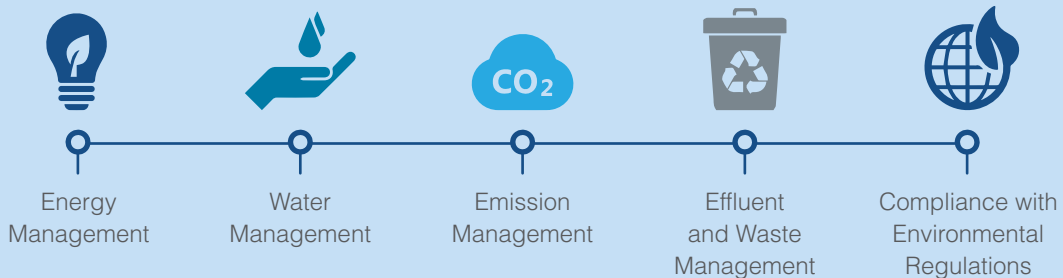 CO2
Energy
Management
Water
Management
Emission
Management
Effluent
and Waste
Management
Compliance with
Environmental
Regulations